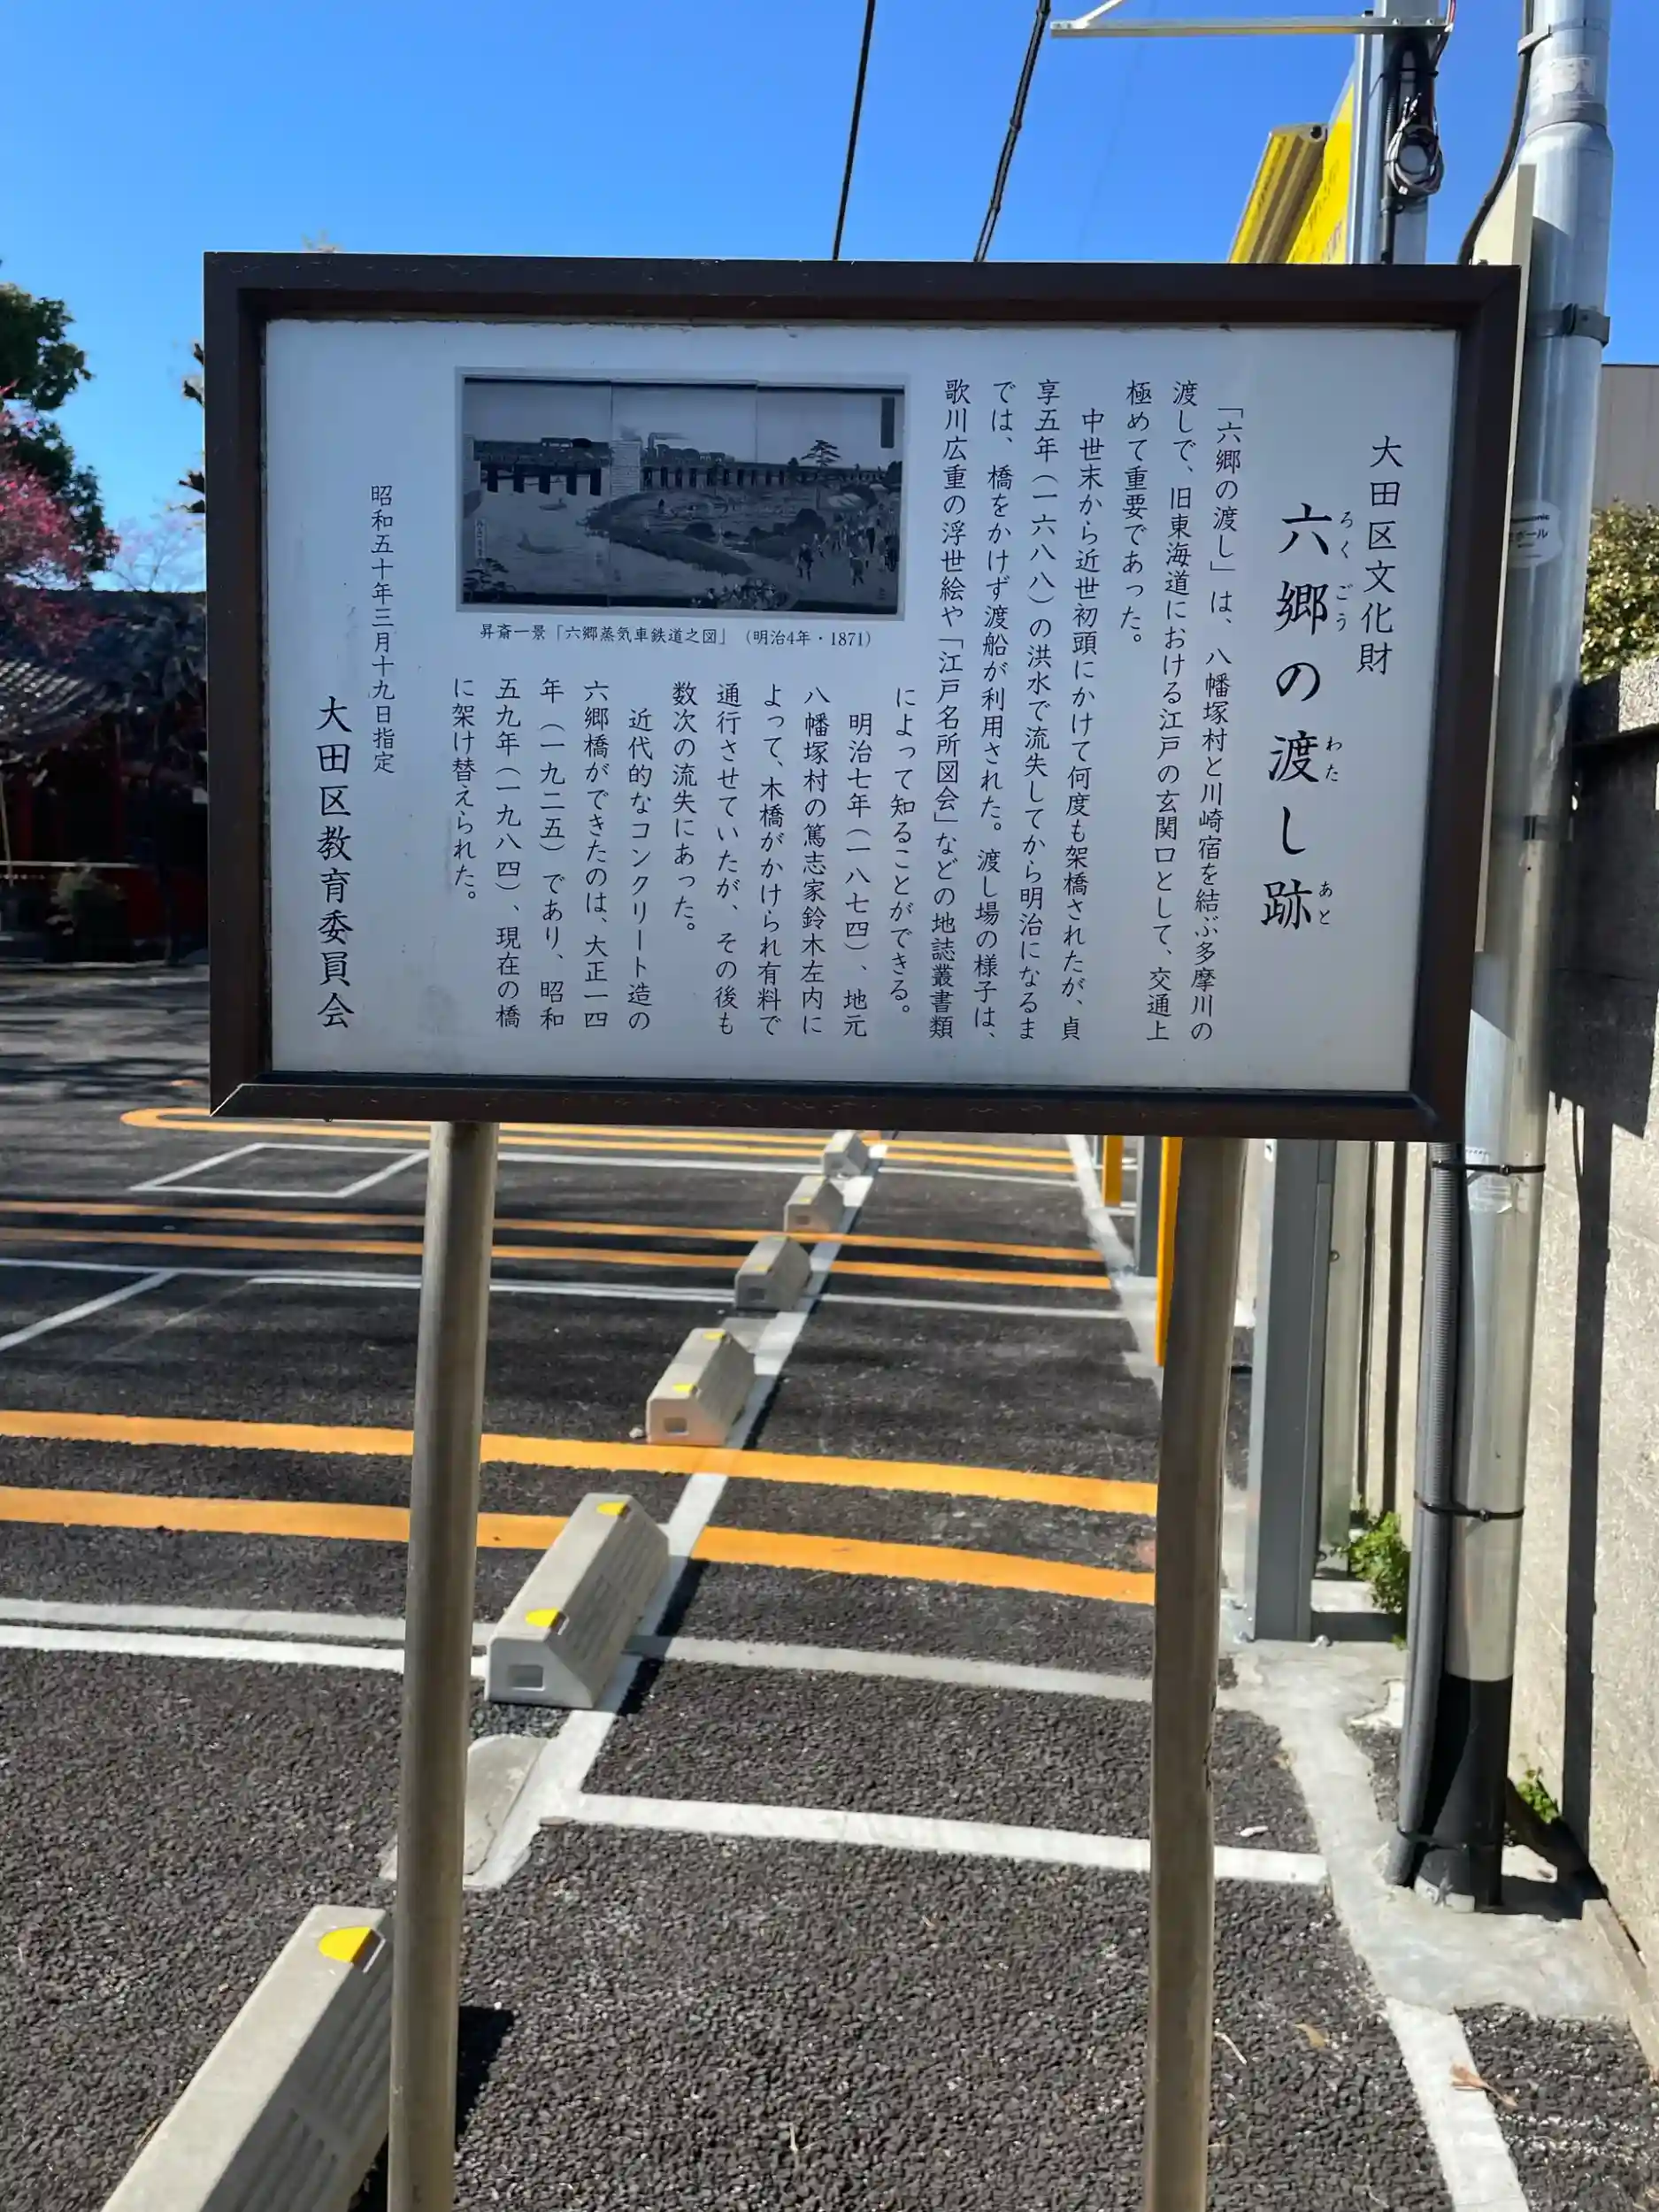 大田区文化財
六郷の渡し跡
ろくごう わた あと
「六郷の渡し」は、八幡塚村と川崎宿を結ぶ多摩川の
渡しで、旧東海道における江戸の玄関口として、交通上
極めて重要であった。
中世末から近世初頭にかけて何度も架橋されたが、貞
享五年（一六八八）の洪水で流失してから明治になるま
では、橋をかけず渡船が利用された。渡し場の様子は、
歌川広重の浮世絵や「江戸名所図会」などの地誌叢書類
によって知ることができる。
明治七年（一八七四）、地元
八幡塚村の篤志家鈴木左内に
よって、木橋がかけられ有料で
通行させていたが、その後も
数次の流失にあった。
近代的なコンクリート造の
六郷橋ができたのは、大正一四
年（一九二五）であり、昭和
五九年（一九八四）、現在の橋
に架け替えられた。
昇斎一景「六郷蒸気車鉄道之図」（明治4年・1871）
昭和五十年三月十九日指定
大田区教育委員会